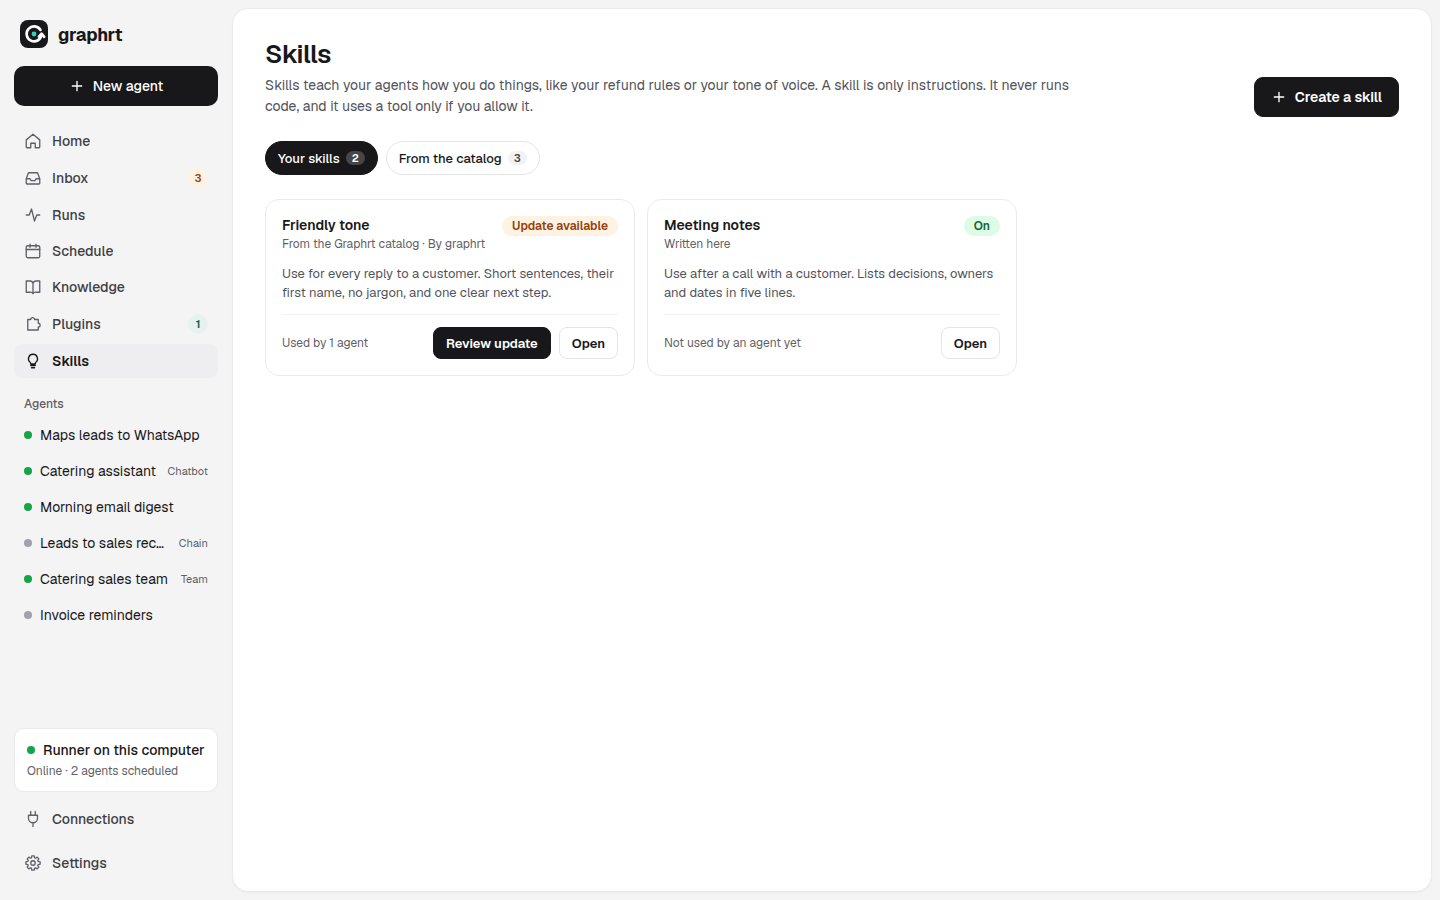 graphrt
New agent
Home
Inbox 3
Runs
Schedule
Knowledge
Plugins 1
Skills
Agents
Maps leads to WhatsApp
Catering assistant Chatbot
Morning email digest
Leads to sales rec... Chain
Catering sales team Team
Invoice reminders
Runner on this computer
Online · 2 agents scheduled
Connections
Settings
Skills
Skills teach your agents how you do things, like your refund rules or your tone of voice. A skill is only instructions. It never runs
code, and it uses a tool only if you allow it.
Create a skill
Your skills 2
From the catalog 3
Friendly tone
Update available
From the Graphrt catalog · By graphrt
Use for every reply to a customer. Short sentences, their
first name, no jargon, and one clear next step.
Used by 1 agent
Review update
Open
Meeting notes
On
Written here
Use after a call with a customer. Lists decisions, owners
and dates in five lines.
Not used by an agent yet
Open